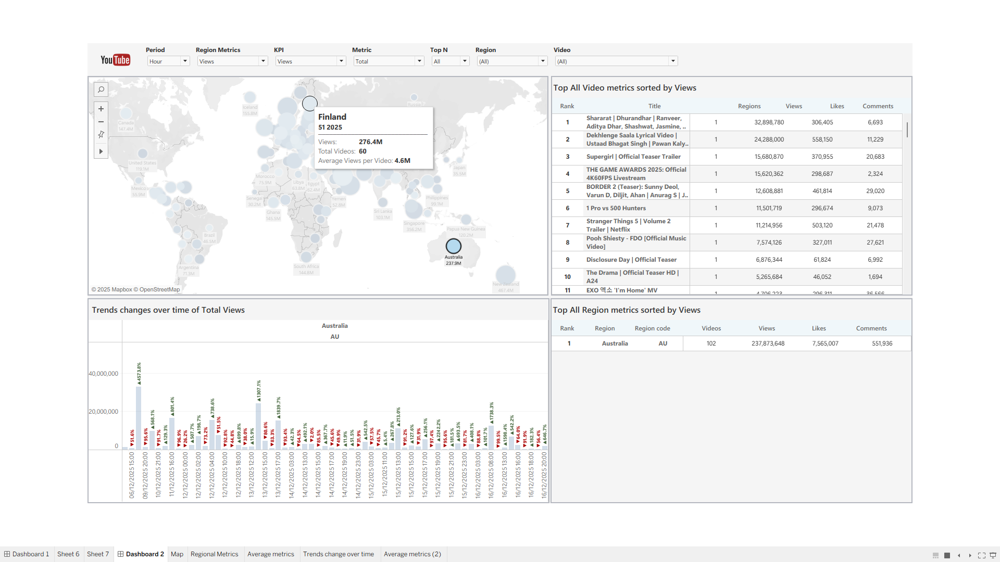 YouTube
Period
Region Metrics
KPI
Metric
Top N
Region
Video
Hour
Views
Views
Total
All
(All)
(All)
Iceland
155.8M
Russia
Canada
147.4M
United States
119.1M
Mexico
55.9M
Morocco
75.9M
Libya
63.8M
Egypt
82.4M
Japan
35.5M
Senegal
30.2M
Yemen
52.8M
Philippines
99.1M
Ghana
145.5M
Sri Lanka
103.1M
Singapore
356.2M
Papua New Guinea
120.2M
Brazil
46.5M
Australia
237.9M
Argentina
71.3M
South Africa
144.8M
New Zealand
467.4M
Finland
51 2025
Views: 276.4M
Total Videos: 60
Average Views per Video: 4.6M
© 2025 Mapbox © OpenStreetMap
Top All Video metrics sorted by Views
Rank Title Regions Views Likes Comments
1 Shararat | Dhurandhar | Ranveer, Aditya Dhar, Shashwat, Jasmine, .. 1 32,898,780 306,405 6,693
2 Dekhlenge Saala Lyrical Video | Ustaad Bhagat Singh | Pawan Kaly.. 1 24,288,000 558,150 11,229
3 Supergirl | Official Teaser Trailer 1 15,680,870 370,955 20,683
4 THE GAME AWARDS 2025: Official 4K60FPS Livestream 1 15,620,362 298,687 2,324
5 BORDER 2 (Teaser): Sunny Deol, Varun D, Diljit, Ahan | Anurag S | J.. 1 12,608,881 461,814 29,020
6 1 Pro vs 500 Hunters 1 11,501,719 296,674 9,073
7 Stranger Things 5 | Volume 2 Trailer | Netflix 1 11,214,956 503,120 21,478
8 Pooh Shiesty - FDO [Official Music Video] 1 7,574,126 327,011 27,621
9 Disclosure Day | Official Teaser 1 6,876,344 61,824 6,992
10 The Drama | Official Teaser HD | A24 1 5,265,684 46,052 1,694
11 EXO 엑소 'I'm Home' MV 1 4,706,223 296,311 36,566
Trends changes over time of Total Views
Australia
AU
40,000,000
20,000,000
0
▼51.6% ▲4573.8% ▼95.6% ▲568.1% ▼91.7% ▲129.3% ▲801.4% ▼96.9% ▼26.2% ▲507.7% ▲198.7% ▼73.2% ▲738.6% ▼51.5% ▼92.8% ▼44.8% ▲699.8% ▼38.0% ▲15.9% ▲1307.1% ▼80.6% ▼83.3% ▲1839.7% ▼93.4% ▲42.3% ▼64.5% ▲492.1% ▼2.0% ▼85.5% ▲367.7% ▼45.6% ▼49.9% ▲11.9% ▲51.5% ▼31.9% ▲542.5% ▼57.5% ▼45.7% ▲5.4% ▲267.8% ▲213.0% ▼91.2% ▲127.6% ▼31.9% ▲256.1% ▼97.4% ▲2242.2% ▼95.6% ▲181.5% ▲693.5% ▼81.7% ▲408.1% ▼88.8% ▲101.7% ▲1738.3% ▼99.5% ▲1598.4% ▲542.2% ▼64.0% ▼91.9% ▲182.3% ▼56.4% ▲646.7%
06/12/2025 15:00
09/12/2025 20:00
10/12/2025 21:00
11/12/2025 16:00
12/12/2025 00:00
12/12/2025 02:00
12/12/2025 04:00
12/12/2025 10:00
12/12/2025 18:00
13/12/2025 12:00
13/12/2025 15:00
13/12/2025 17:00
14/12/2025 03:00
14/12/2025 13:00
14/12/2025 15:00
14/12/2025 17:00
14/12/2025 19:00
14/12/2025 23:00
15/12/2025 03:00
15/12/2025 11:00
15/12/2025 13:00
15/12/2025 15:00
15/12/2025 17:00
15/12/2025 19:00
15/12/2025 21:00
15/12/2025 23:00
16/12/2025 03:00
16/12/2025 08:00
16/12/2025 13:00
16/12/2025 16:00
16/12/2025 18:00
16/12/2025 20:00
Top All Region metrics sorted by Views
Rank Region Region code Videos Views Likes Comments
1 Australia AU 102 237,873,648 7,565,007 551,936
Dashboard 1
Sheet 6
Sheet 7
Dashboard 2
Map
Regional Metrics
Average metrics
Trends change over time
Average metrics (2)